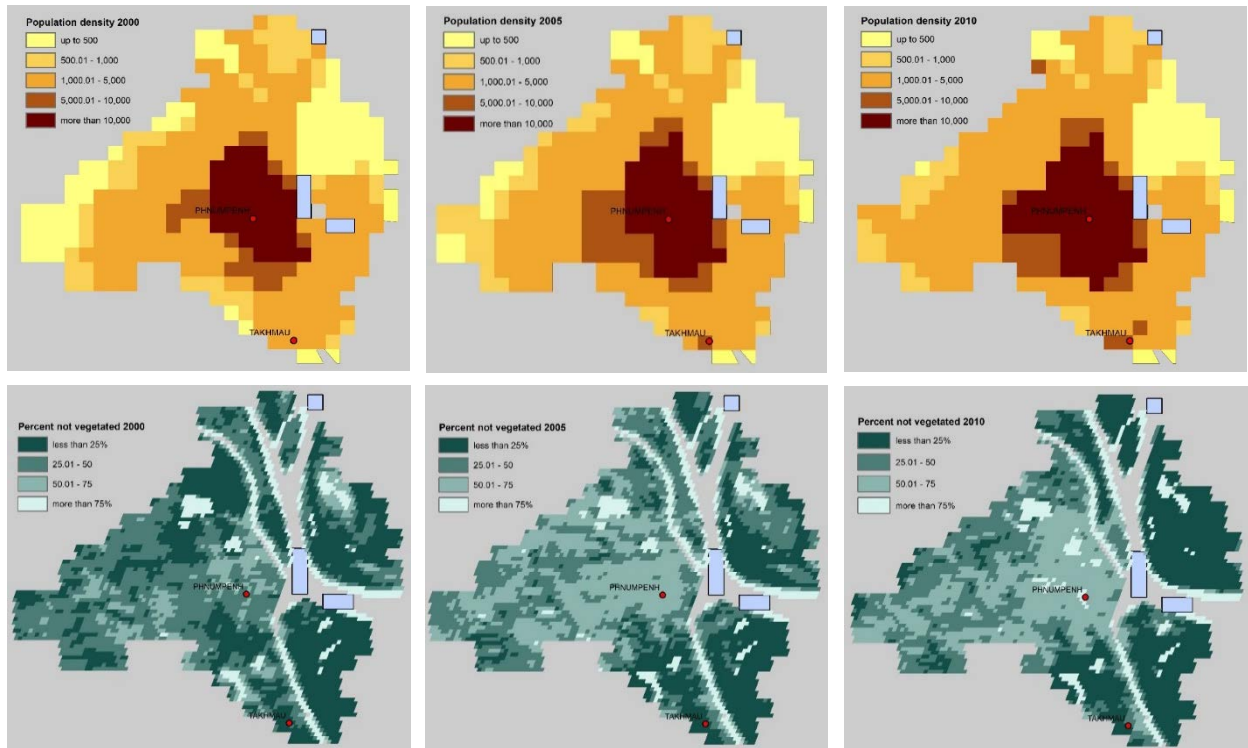 Population density 2000
up to 500
500.01 - 1,000
1,000.01 - 5,000
5,000.01 - 10,000
more than 10,000
PHNUMPENH
TAKHMAU
Population density 2005
up to 500
500.01 - 1,000
1,000.01 - 5,000
5,000.01 - 10,000
more than 10,000
PHNUMPENH
TAKHMAU
Population density 2010
up to 500
500.01 - 1,000
1,000.01 - 5,000
5,000.01 - 10,000
more than 10,000
PHNUMPENH
TAKHMAU
Percent not vegetated 2000
less than 25%
25.01 - 50
50.01 - 75
more than 75%
PHNUMPENH
TAKHMAU
Percent not vegetated 2005
less than 25%
25.01 - 50
50.01 - 75
more than 75%
PHNUMPENH
TAKHMAU
Percent not vegetated 2010
less than 25%
25.01 - 50
50.01 - 75
more than 75%
PHNUMPENH
TAKHMAU